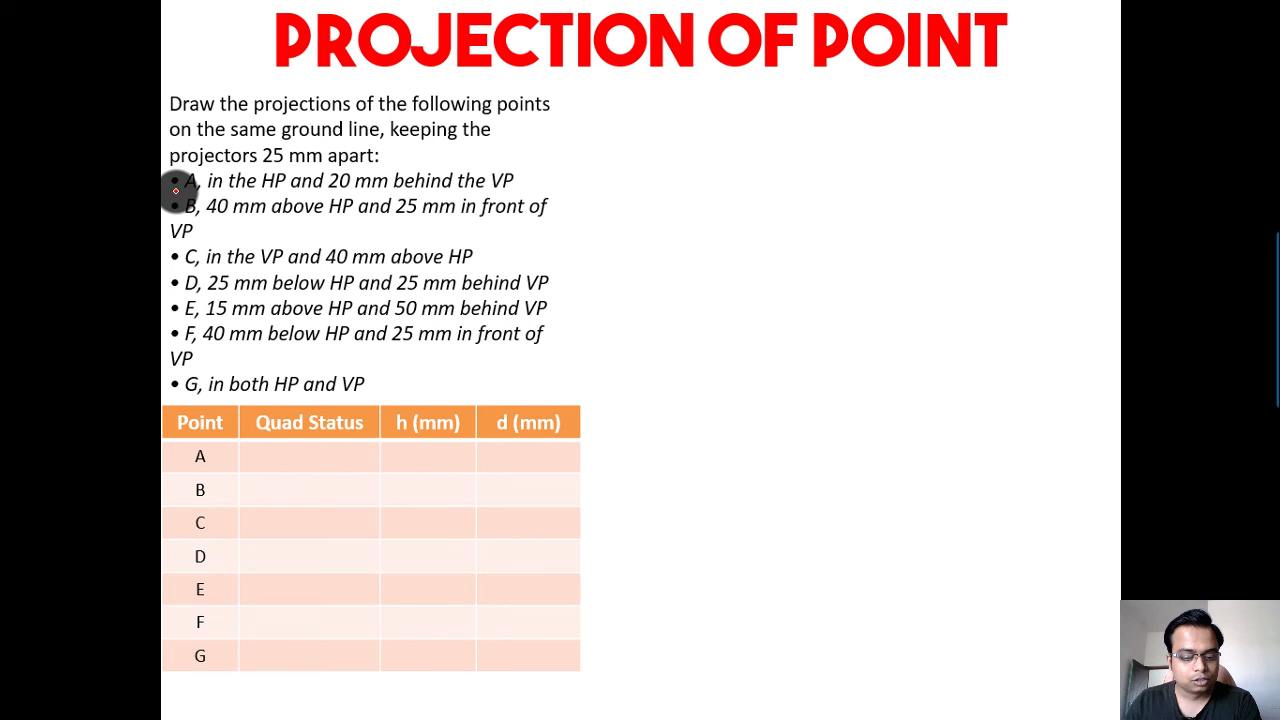 PROJECTION OF POINT
Draw the projections of the following points
on the same ground line, keeping the
projectors 25 mm apart:
• A, in the HP and 20 mm behind the VP
• B, 40 mm above HP and 25 mm in front of
VP
• C, in the VP and 40 mm above HP
• D, 25 mm below HP and 25 mm behind VP
• E, 15 mm above HP and 50 mm behind VP
• F, 40 mm below HP and 25 mm in front of
VP
• G, in both HP and VP
Point Quad Status h (mm) d (mm)
A
B
C
D
E
F
G